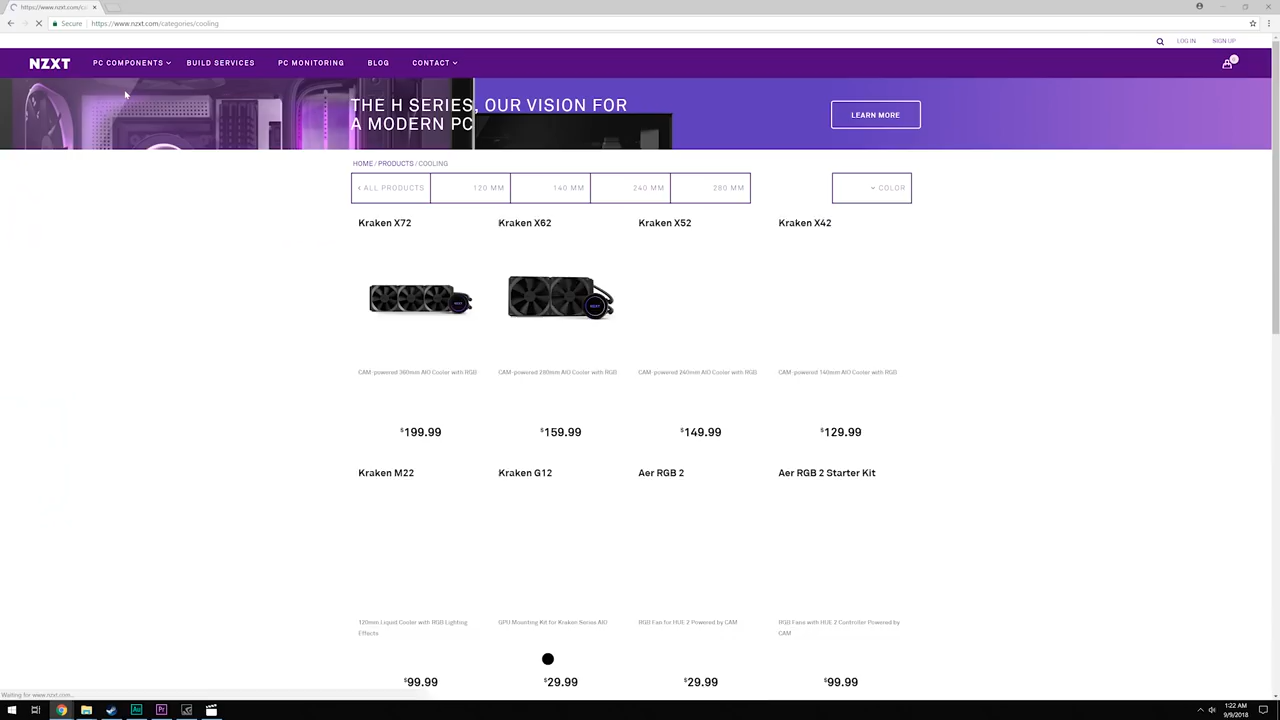 https://www.nzxt.com/ca
Secure https://www.nzxt.com/categories/cooling
LOG IN SIGN UP
NZXT PC COMPONENTS BUILD SERVICES PC MONITORING BLOG CONTACT
THE H SERIES, OUR VISION FOR
A MODERN PC
LEARN MORE
HOME / PRODUCTS / COOLING
ALL PRODUCTS 120 MM 140 MM 240 MM 280 MM COLOR
Kraken X72 Kraken X62 Kraken X52 Kraken X42
NZXT NZXT
CAM-powered 360mm AIO Cooler with RGB CAM-powered 280mm AIO Cooler with RGB CAM-powered 240mm AIO Cooler with RGB CAM-powered 140mm AIO Cooler with RGB
$199.99 $159.99 $149.99 $129.99
Kraken M22 Kraken G12 Aer RGB 2 Aer RGB 2 Starter Kit
120mm Liquid Cooler with RGB Lighting GPU Mounting Kit for Kraken Series AIO RGB Fan for HUE 2 Powered by CAM RGB Fans with HUE 2 Controller Powered by
Effects CAM
$99.99 $29.99 $29.99 $99.99
Waiting for www.nzxt.com...
Au Pr
1:22 AM
9/9/2018